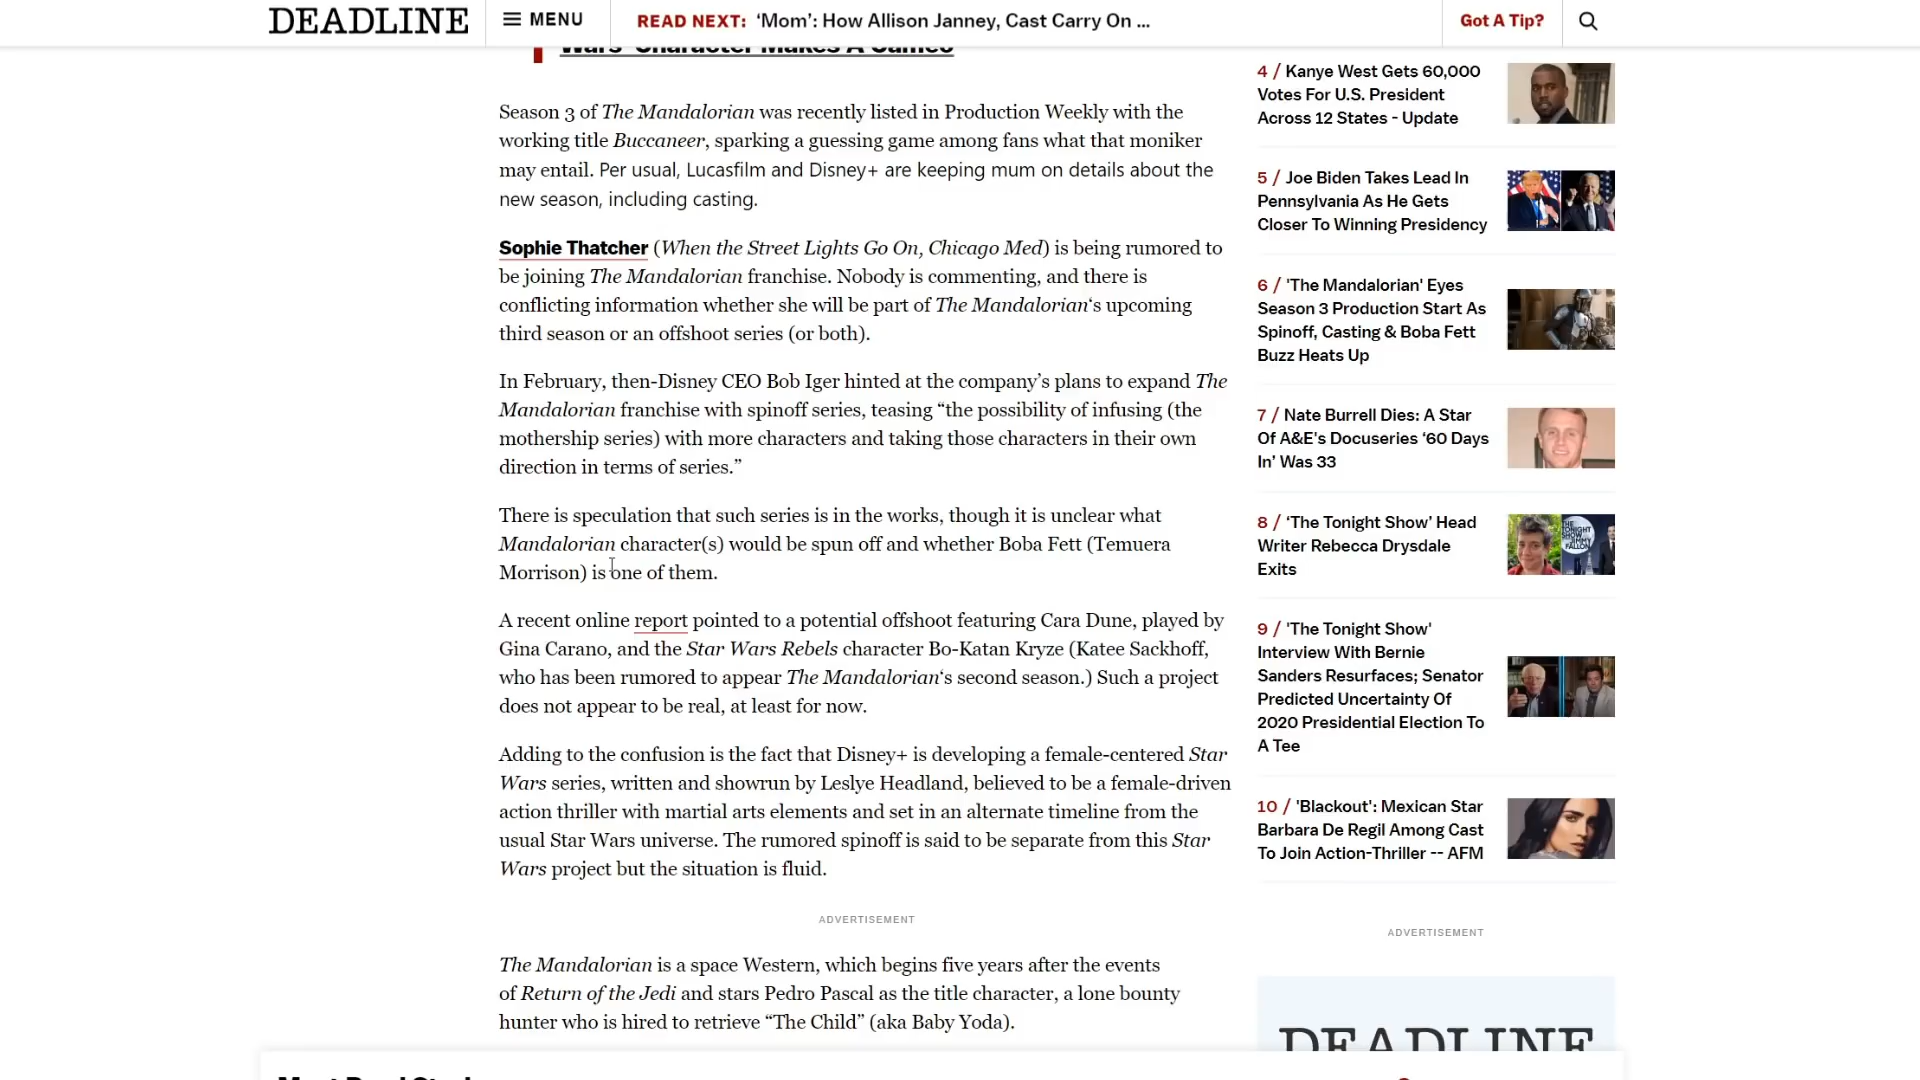 DEADLINE
MENU
READ NEXT: ‘Mom’: How Allison Janney, Cast Carry On ...
Got A Tip?
Wars’ Character Makes A Cameo
Season 3 of The Mandalorian was recently listed in Production Weekly with the
working title Buccaneer, sparking a guessing game among fans what that moniker
may entail. Per usual, Lucasfilm and Disney+ are keeping mum on details about the
new season, including casting.
Sophie Thatcher (When the Street Lights Go On, Chicago Med) is being rumored to
be joining The Mandalorian franchise. Nobody is commenting, and there is
conflicting information whether she will be part of The Mandalorian‘s upcoming
third season or an offshoot series (or both).
In February, then-Disney CEO Bob Iger hinted at the company’s plans to expand The
Mandalorian franchise with spinoff series, teasing “the possibility of infusing (the
mothership series) with more characters and taking those characters in their own
direction in terms of series.”
There is speculation that such series is in the works, though it is unclear what
Mandalorian character(s) would be spun off and whether Boba Fett (Temuera
Morrison) is one of them.
A recent online report pointed to a potential offshoot featuring Cara Dune, played by
Gina Carano, and the Star Wars Rebels character Bo-Katan Kryze (Katee Sackhoff,
who has been rumored to appear The Mandalorian‘s second season.) Such a project
does not appear to be real, at least for now.
Adding to the confusion is the fact that Disney+ is developing a female-centered Star
Wars series, written and showrun by Leslye Headland, believed to be a female-driven
action thriller with martial arts elements and set in an alternate timeline from the
usual Star Wars universe. The rumored spinoff is said to be separate from this Star
Wars project but the situation is fluid.
ADVERTISEMENT
The Mandalorian is a space Western, which begins five years after the events
of Return of the Jedi and stars Pedro Pascal as the title character, a lone bounty
hunter who is hired to retrieve “The Child” (aka Baby Yoda).
4 / Kanye West Gets 60,000
Votes For U.S. President
Across 12 States - Update
5 / Joe Biden Takes Lead In
Pennsylvania As He Gets
Closer To Winning Presidency
6 / 'The Mandalorian' Eyes
Season 3 Production Start As
Spinoff, Casting & Boba Fett
Buzz Heats Up
7 / Nate Burrell Dies: A Star
Of A&E’s Docuseries ‘60 Days
In’ Was 33
8 / ‘The Tonight Show’ Head
Writer Rebecca Drysdale
Exits
9 / 'The Tonight Show'
Interview With Bernie
Sanders Resurfaces; Senator
Predicted Uncertainty Of
2020 Presidential Election To
A Tee
10 / 'Blackout': Mexican Star
Barbara De Regil Among Cast
To Join Action-Thriller -- AFM
ADVERTISEMENT
DEADLINE